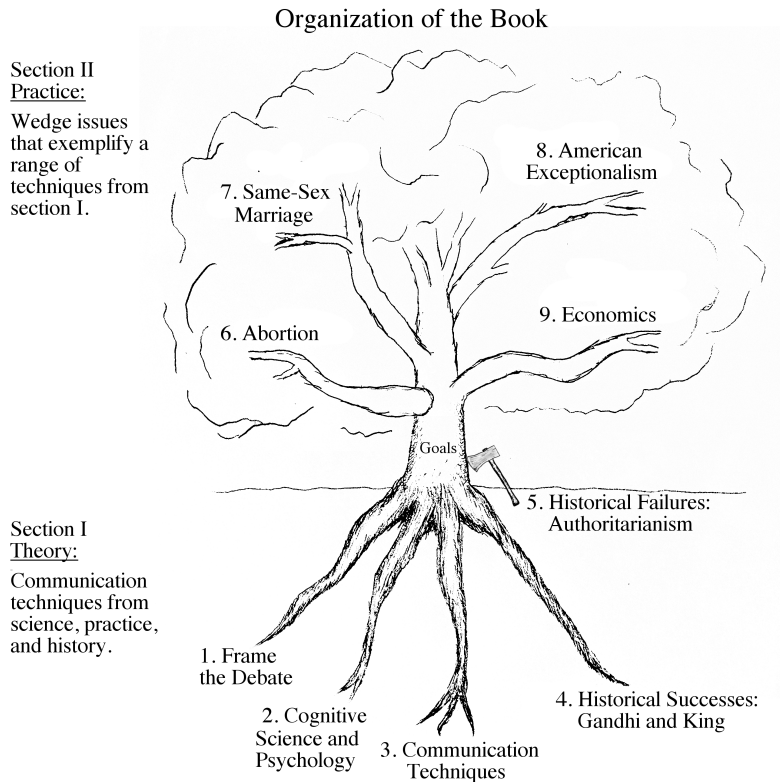 Organization of the Book
Section II
Practice:
Wedge issues
that exemplify a
range of
techniques from
section I.
7. Same-Sex
Marriage
8. American
Exceptionalism
6. Abortion
9. Economics
Goals
5. Historical Failures:
Authoritarianism
Section I
Theory:
Communication
techniques from
science, practice,
and history.
1. Frame
the Debate
2. Cognitive
Science and
Psychology
3. Communication
Techniques
4. Historical Successes:
Gandhi and King